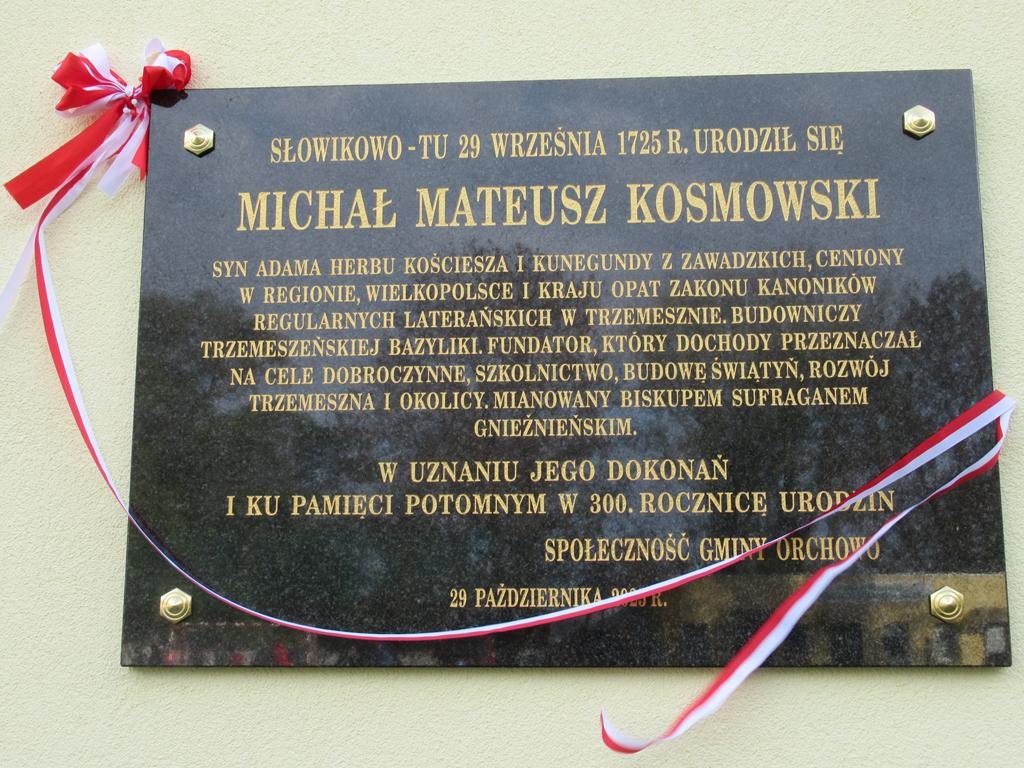 SŁOWIKOWO - TU 29 WRZEŚNIA 1725 R. URODZIŁ SIĘ
MICHAŁ MATEUSZ KOSMOWSKI
SYN ADAMA HERBU KOŚCIESZA I KUNEGUNDY Z ZAWADZKICH, CENIONY
W REGIONIE, WIELKOPOLSCE I KRAJU OPAT ZAKONU KANONIKÓW
REGULARNYCH LATERAŃSKICH W TRZEMESZNIE. BUDOWNICZY
TRZEMESZEŃSKIEJ BAZYLIKI. FUNDATOR, KTÓRY DOCHODY PRZEZNACZAŁ
NA CELE DOBROCZYNNE, SZKOLNICTWO, BUDOWĘ ŚWIĄTYŃ, ROZWÓJ
TRZEMESZNA I OKOLICY. MIANOWANY BISKUPEM SUFRAGANEM
GNIEŹNIEŃSKIM.
W UZNANIU JEGO DOKONAŃ
I KU PAMIĘCI POTOMNYM W 300. ROCZNICĘ URODZIN
SPOŁECZNOŚĆ GMINY ORCHOWO
29 PAŹDZIERNIKA 2025 R.